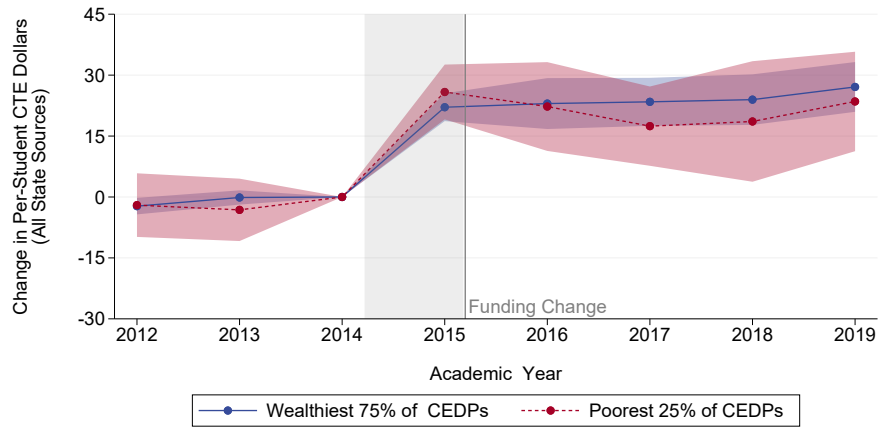 Change in Per-Student CTE Dollars
(All State Sources)
45
30
15
0
-15
-30
Funding Change
2012 2013 2014 2015 2016 2017 2018 2019
Academic Year
Wealthiest 75% of CEDPs
Poorest 25% of CEDPs